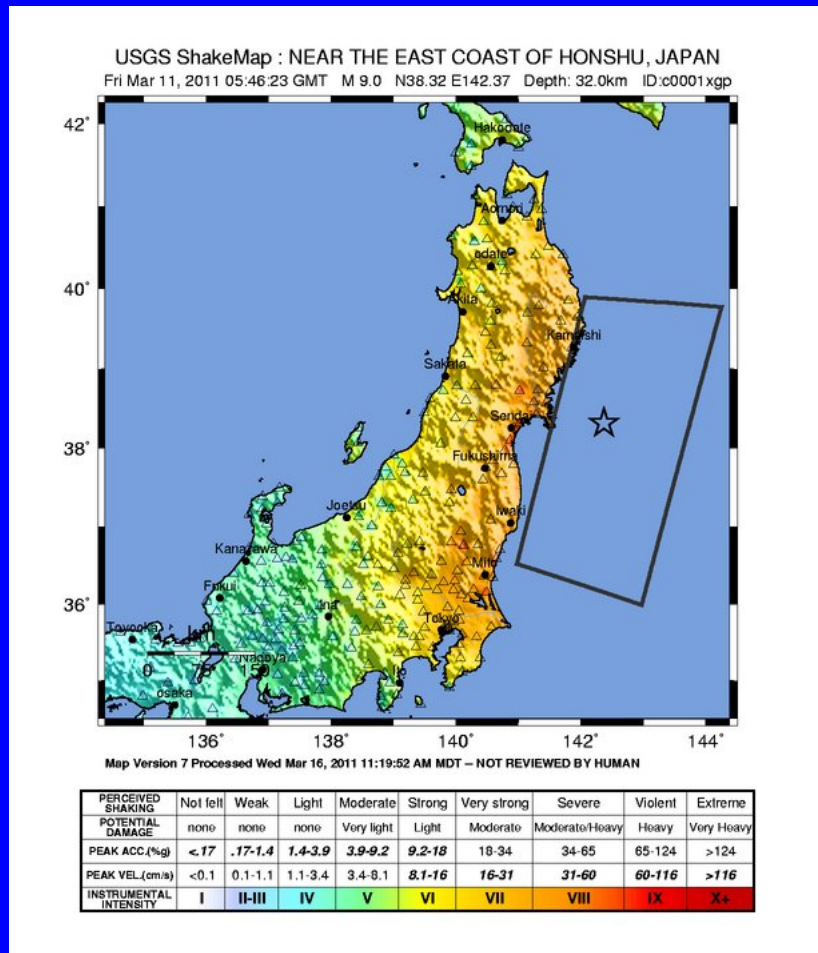 USGS ShakeMap : NEAR THE EAST COAST OF HONSHU, JAPAN
Fri Mar 11, 2011 05:46:23 GMT M 9.0 N38.32 E142.37 Depth: 32.0km ID:c0001xgp
42°
Hakodate
Aomori
odate
40°
Akita
Kamaishi
Sakata
Sendai
38°
Fukushima
Joetsu
Iwaki
Kanazawa
Mito
Fukui
36°
Ina
Tokyo
Toyooka
km
0 75 150
Nagoya
Ito
osaka
136° 138° 140° 142° 144°
Map Version 7 Processed Wed Mar 16, 2011 11:19:52 AM MDT – NOT REVIEWED BY HUMAN
PERCEIVED SHAKING Not felt Weak Light Moderate Strong Very strong Severe Violent Extreme
POTENTIAL DAMAGE none none none Very light Light Moderate Moderate/Heavy Heavy Very Heavy
PEAK ACC.(%g) <.17 .17-1.4 1.4-3.9 3.9-9.2 9.2-18 18-34 34-65 65-124 >124
PEAK VEL.(cm/s) <0.1 0.1-1.1 1.1-3.4 3.4-8.1 8.1-16 16-31 31-60 60-116 >116
INSTRUMENTAL INTENSITY I II-III IV V VI VII VIII IX X+